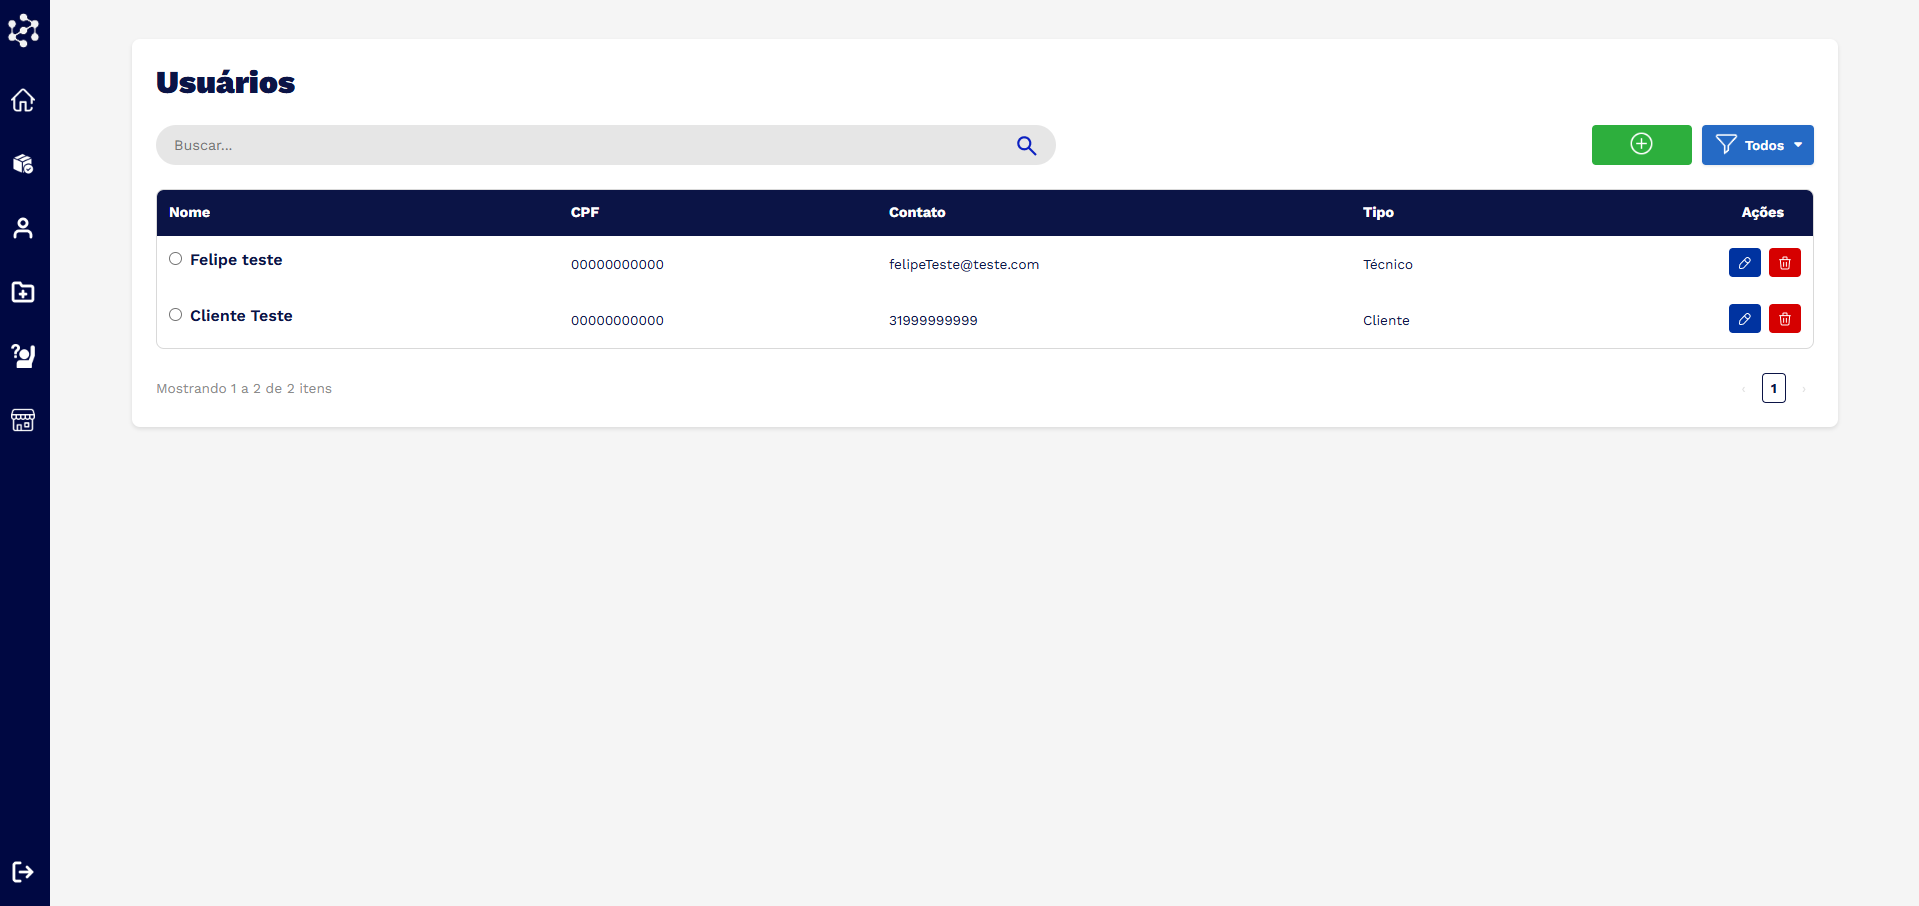 Usuários
Buscar...
Todos
Nome CPF Contato Tipo Ações
Felipe teste 00000000000 felipeTeste@teste.com Técnico
Cliente Teste 00000000000 31999999999 Cliente
Mostrando 1 a 2 de 2 itens
‹ 1 ›